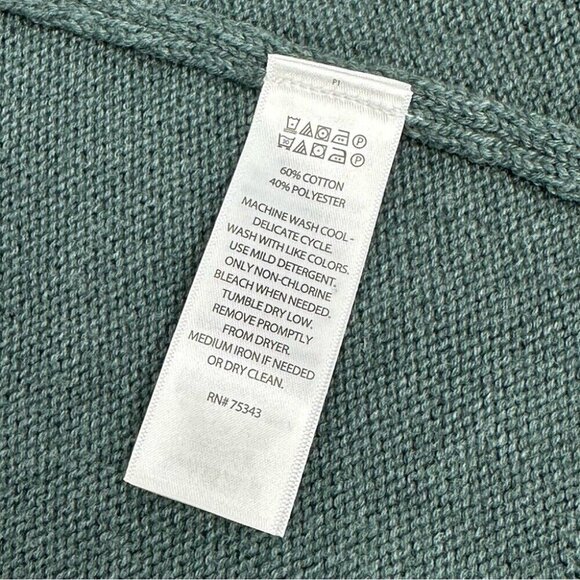 P1
60% COTTON
40% POLYESTER
MACHINE WASH COOL -
DELICATE CYCLE.
WASH WITH LIKE COLORS.
USE MILD DETERGENT.
ONLY NON-CHLORINE
BLEACH WHEN NEEDED.
TUMBLE DRY LOW.
REMOVE PROMPTLY
FROM DRYER.
MEDIUM IRON IF NEEDED
OR DRY CLEAN.
RN# 75343